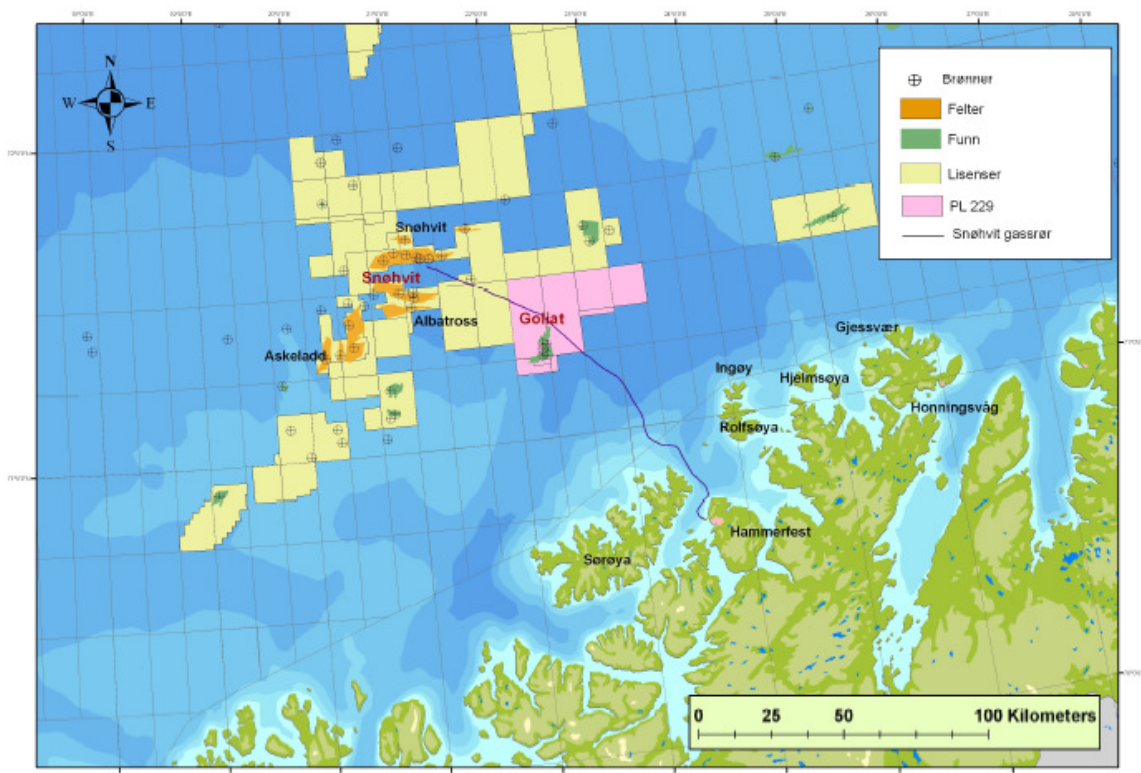 N
W E
S
Brønner
Felter
Funn
Lisenser
PL 229
Snøhvit gassrør
Snøhvit
Snøhvit
Albatross
Goliat
Askeladd
Gjessvær
Ingøy
Hjelmsøya
Honningsvåg
Rolfsøya
Hammerfest
Sørøya
0 25 50 100 Kilometers